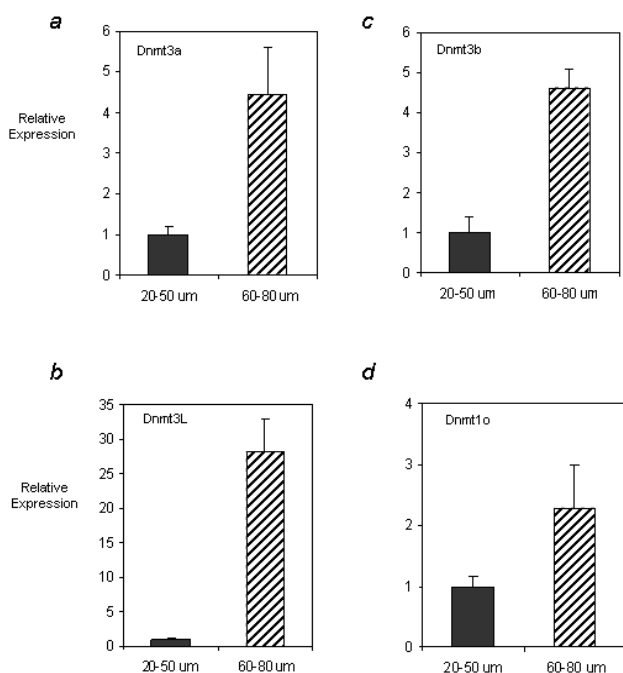 a
Dnmt3a
Relative
Expression
6
5
4
3
2
1
0
20-50 um
60-80 um
c
Dnmt3b
6
5
4
3
2
1
0
20-50 um
60-80 um
b
Dnmt3L
Relative
Expression
35
30
25
20
15
10
5
0
20-50 um
60-80 um
d
Dnmt1o
4
3
2
1
0
20-50 um
60-80 um